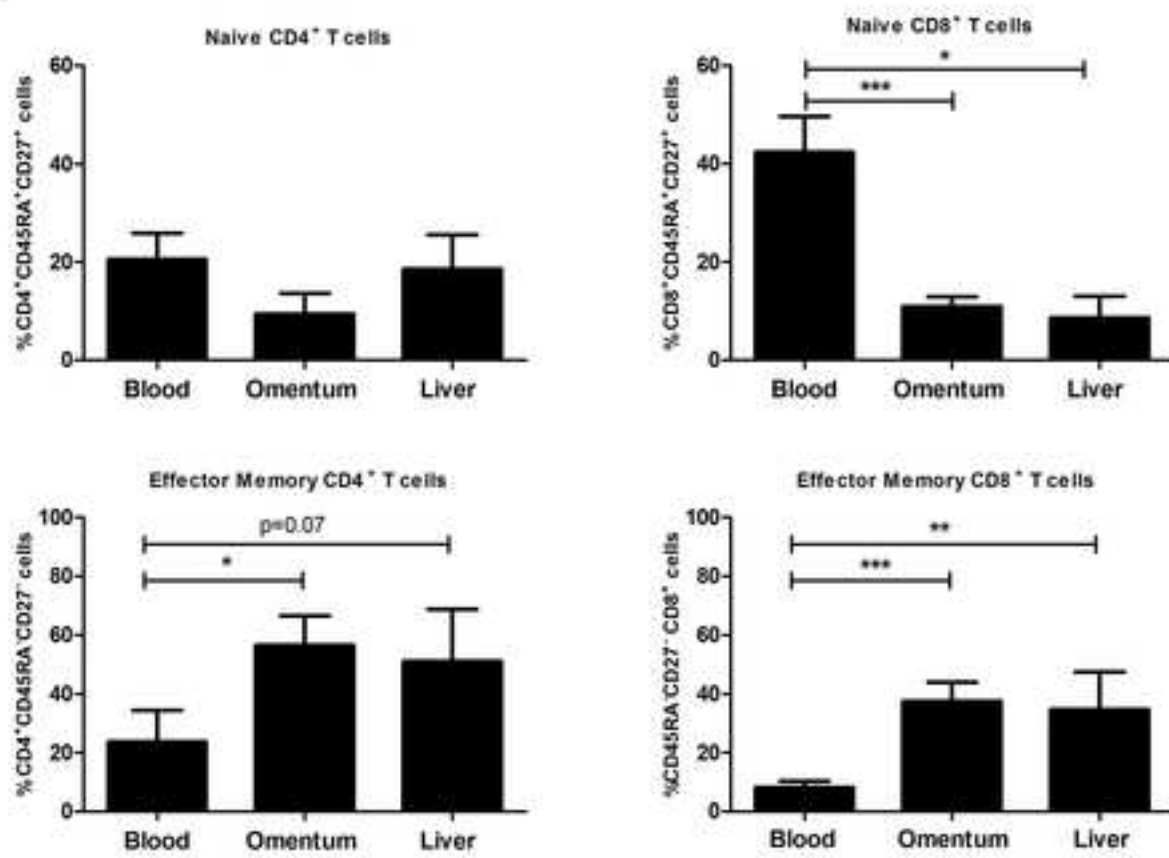 Naive CD4⁺ T cells
%CD4⁺CD45RA⁺CD27⁺ cells
60
40
20
0
Blood Omentum Liver
Naive CD8⁺ T cells
%CD8⁺CD45RA⁺CD27⁺ cells
60
40
20
0
*
***
Blood Omentum Liver
Effector Memory CD4⁺ T cells
%CD4⁺CD45RA⁻CD27⁻ cells
100
80
60
40
20
0
p=0.07
*
Blood Omentum Liver
Effector Memory CD8⁺ T cells
%CD45RA⁻CD27⁻ CD8⁺ cells
100
80
60
40
20
0
**
***
Blood Omentum Liver